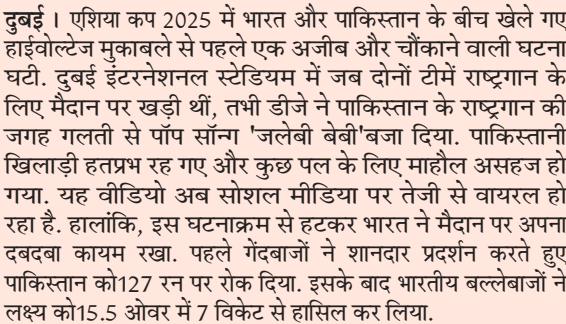 दुबई । एशिया कप 2025 में भारत और पाकिस्तान के बीच खेले गए
हाईवोल्टेज मुकाबले से पहले एक अजीब और चौंकाने वाली घटना
घटी. दुबई इंटरनेशनल स्टेडियम में जब दोनों टीमें राष्ट्रगान के
लिए मैदान पर खड़ी थीं, तभी डीजे ने पाकिस्तान के राष्ट्रगान की
जगह गलती से पॉप सॉन्ग 'जलेबी बेबी'बजा दिया. पाकिस्तानी
खिलाड़ी हतप्रभ रह गए और कुछ पल के लिए माहौल असहज हो
गया. यह वीडियो अब सोशल मीडिया पर तेजी से वायरल हो
रहा है. हालांकि, इस घटनाक्रम से हटकर भारत ने मैदान पर अपना
दबदबा कायम रखा. पहले गेंदबाजों ने शानदार प्रदर्शन करते हुए
पाकिस्तान को127 रन पर रोक दिया. इसके बाद भारतीय बल्लेबाजों ने
लक्ष्य को15.5 ओवर में 7 विकेट से हासिल कर लिया.